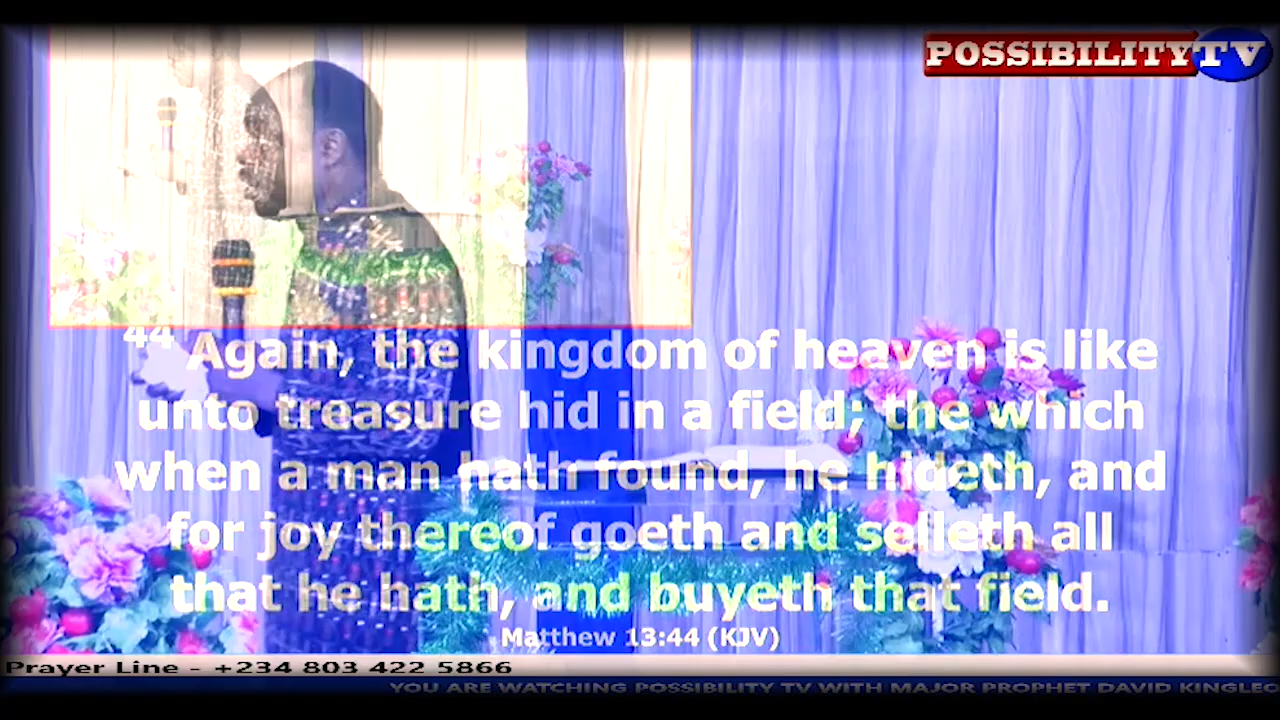 POSSIBILITYTV
44 Again, the kingdom of heaven is like
unto treasure hid in a field; the which
when a man hath found, he hideth, and
for joy thereof goeth and selleth all
that he hath, and buyeth that field.
Matthew 13:44 (KJV)
Prayer Line - +234 803 422 5866
YOU ARE WATCHING POSSIBILITY TV WITH MAJOR PROPHET DAVID KINGLEO